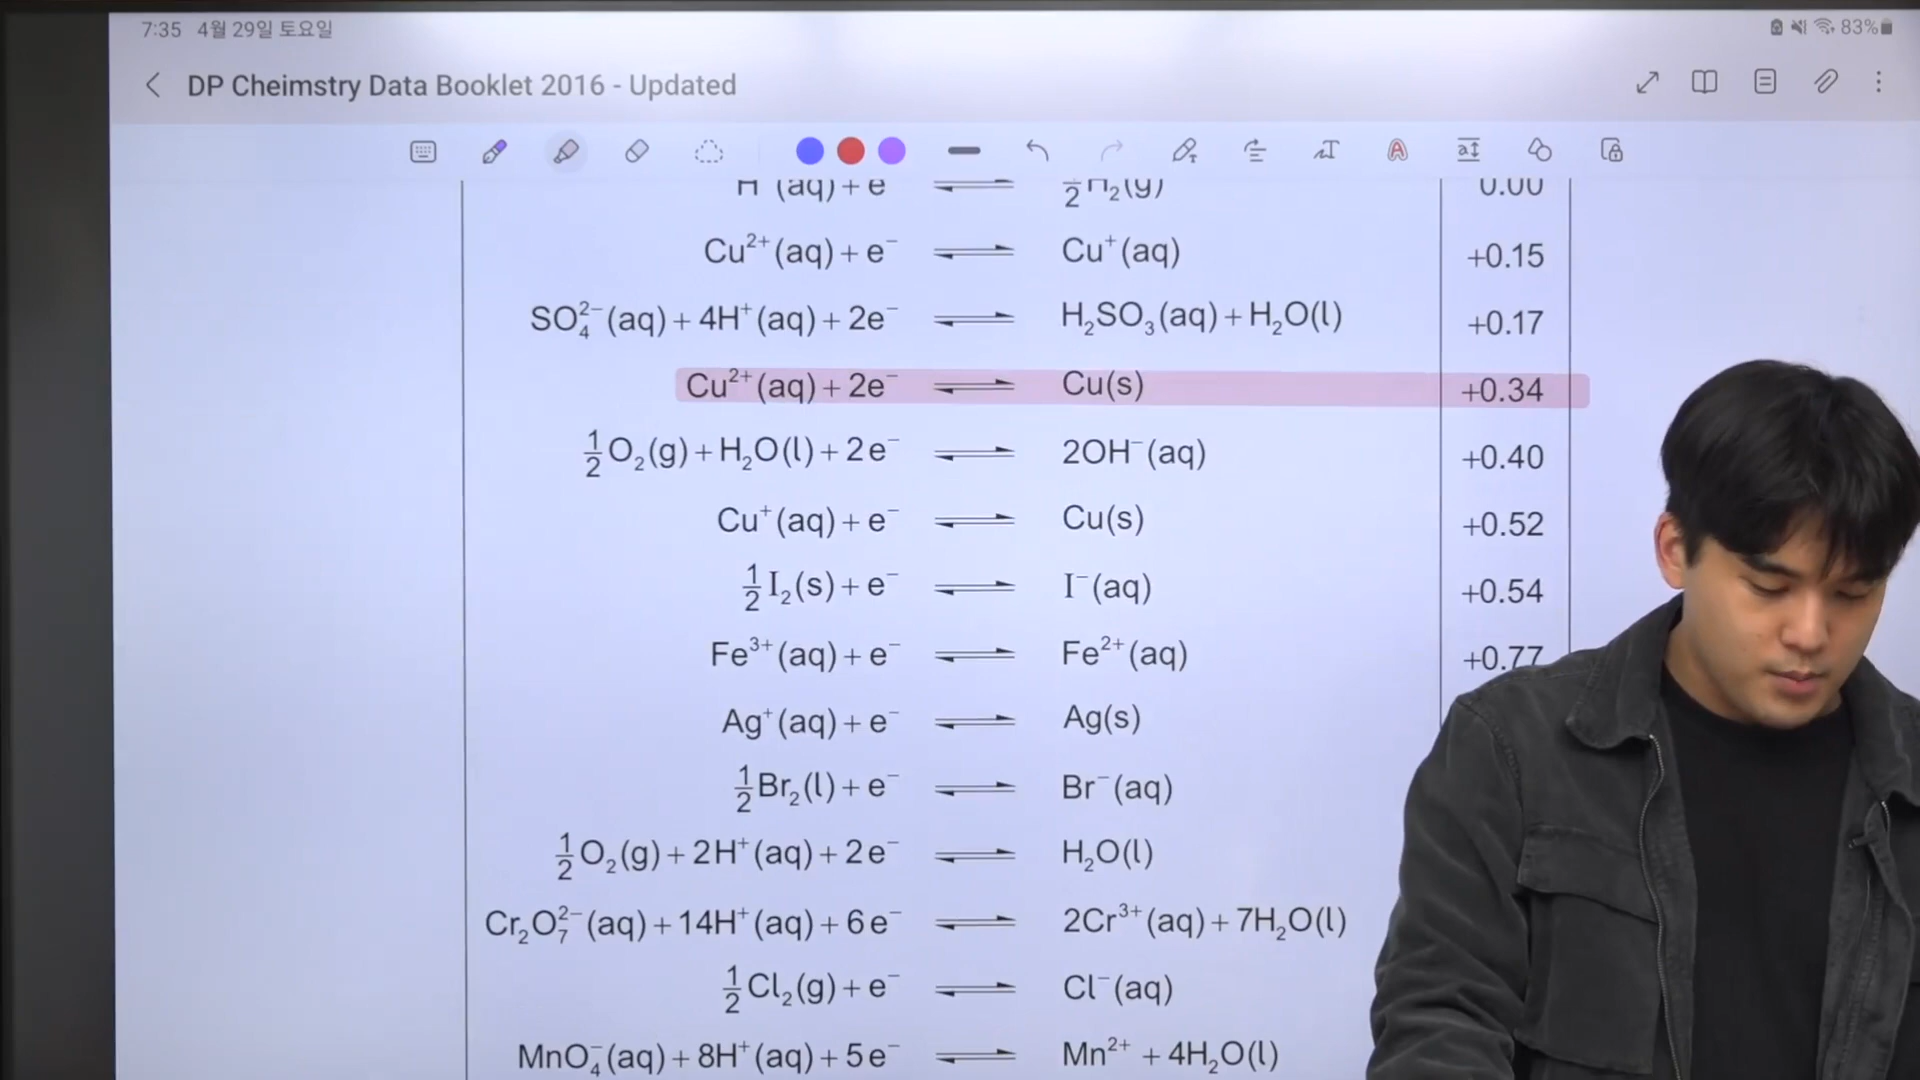 7:35 4월 29일 토요일 83%
DP Cheimstry Data Booklet 2016 - Updated
(aq) + e ⇌ ½ (g) 0.00
Cu²⁺(aq) + e⁻ ⇌ Cu⁺(aq) +0.15
SO₄²⁻(aq) + 4H⁺(aq) + 2e⁻ ⇌ H₂SO₃(aq) + H₂O(l) +0.17
Cu²⁺(aq) + 2e⁻ ⇌ Cu(s) +0.34
½O₂(g) + H₂O(l) + 2e⁻ ⇌ 2OH⁻(aq) +0.40
Cu⁺(aq) + e⁻ ⇌ Cu(s) +0.52
½I₂(s) + e⁻ ⇌ I⁻(aq) +0.54
Fe³⁺(aq) + e⁻ ⇌ Fe²⁺(aq) +0.77
Ag⁺(aq) + e⁻ ⇌ Ag(s)
½Br₂(l) + e⁻ ⇌ Br⁻(aq)
½O₂(g) + 2H⁺(aq) + 2e⁻ ⇌ H₂O(l)
Cr₂O₇²⁻(aq) + 14H⁺(aq) + 6e⁻ ⇌ 2Cr³⁺(aq) + 7H₂O(l)
½Cl₂(g) + e⁻ ⇌ Cl⁻(aq)
MnO₄⁻(aq) + 8H⁺(aq) + 5e⁻ ⇌ Mn²⁺ + 4H₂O(l)